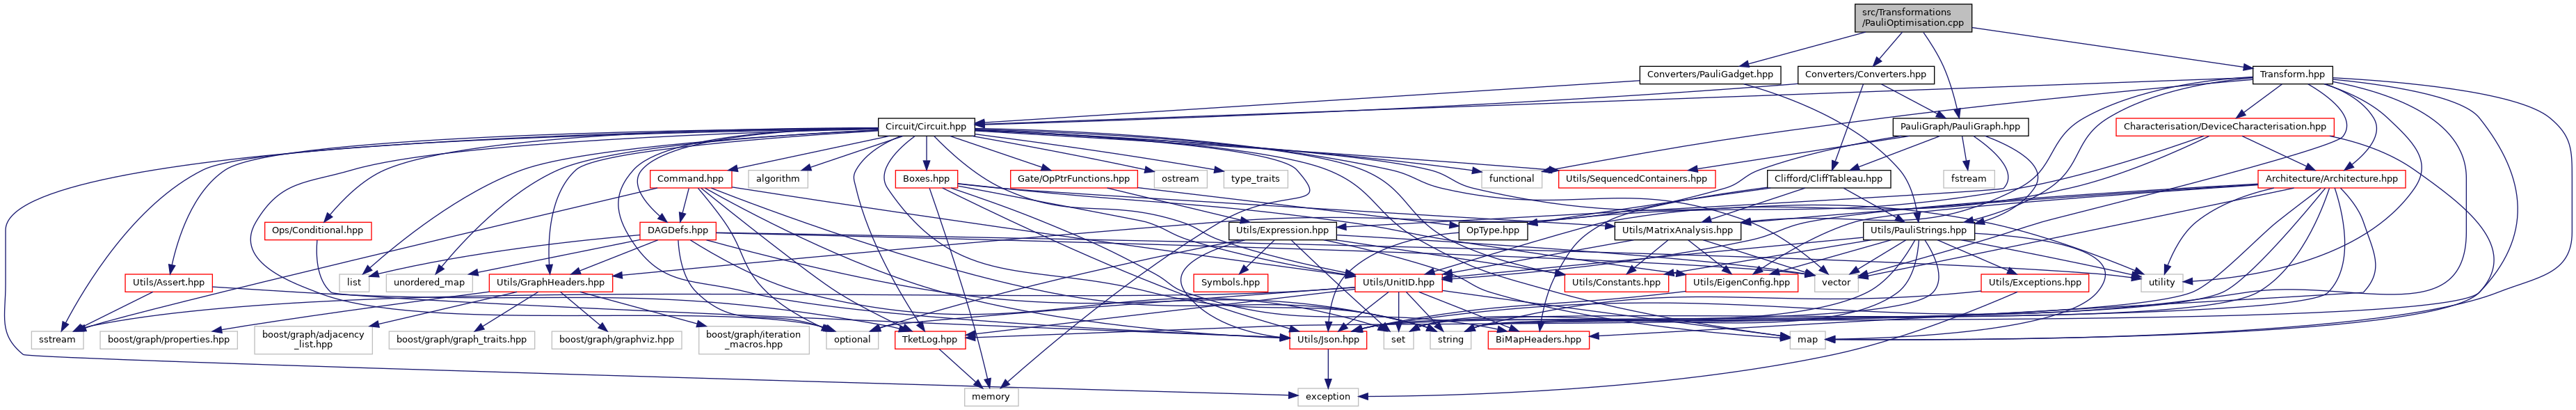 src/Transformations
/PauliOptimisation.cpp
Converters/PauliGadget.hpp
Converters/Converters.hpp
Transform.hpp
Circuit/Circuit.hpp
PauliGraph/PauliGraph.hpp
Characterisation/DeviceCharacterisation.hpp
Command.hpp
algorithm
Boxes.hpp
Gate/OpPtrFunctions.hpp
ostream
type_traits
functional
Utils/SequencedContainers.hpp
Clifford/CliffTableau.hpp
fstream
Architecture/Architecture.hpp
Ops/Conditional.hpp
DAGDefs.hpp
Utils/Expression.hpp
OpType.hpp
Utils/MatrixAnalysis.hpp
Utils/PauliStrings.hpp
Utils/Assert.hpp
list
unordered_map
Utils/GraphHeaders.hpp
Symbols.hpp
Utils/UnitID.hpp
Utils/Constants.hpp
Utils/EigenConfig.hpp
vector
Utils/Exceptions.hpp
utility
sstream
boost/graph/properties.hpp
boost/graph/adjacency
_list.hpp
boost/graph/graph_traits.hpp
boost/graph/graphviz.hpp
boost/graph/iteration
_macros.hpp
optional
TketLog.hpp
Utils/Json.hpp
set
string
BiMapHeaders.hpp
map
memory
exception